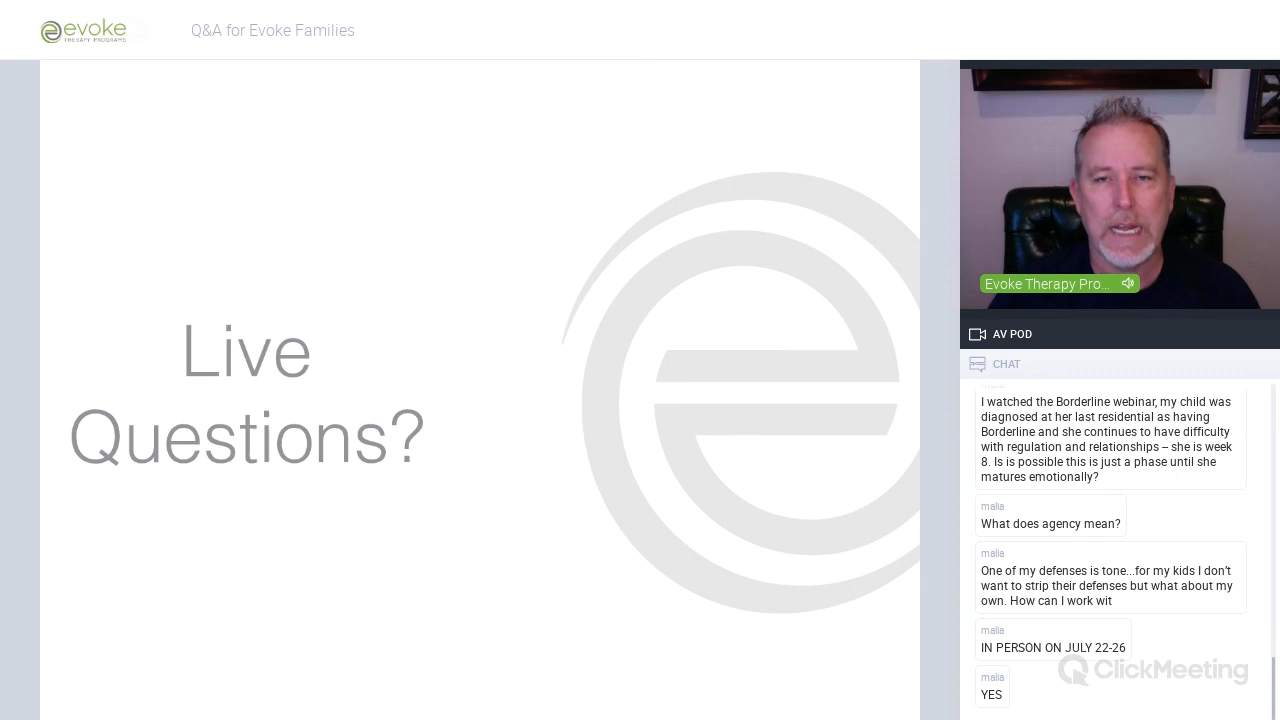 evoke
THERAPY PROGRAMS
Q&A for Evoke Families
Live
Questions?
Evoke Therapy Pro...
AV POD
CHAT
I watched the Borderline webinar, my child was
diagnosed at her last residential as having
Borderline and she continues to have difficulty
with regulation and relationships – she is week
8. Is is possible this is just a phase until she
matures emotionally?
malia
What does agency mean?
malia
One of my defenses is tone...for my kids I don't
want to strip their defenses but what about my
own. How can I work wit
malia
IN PERSON ON JULY 22-26
malia
YES
ClickMeeting